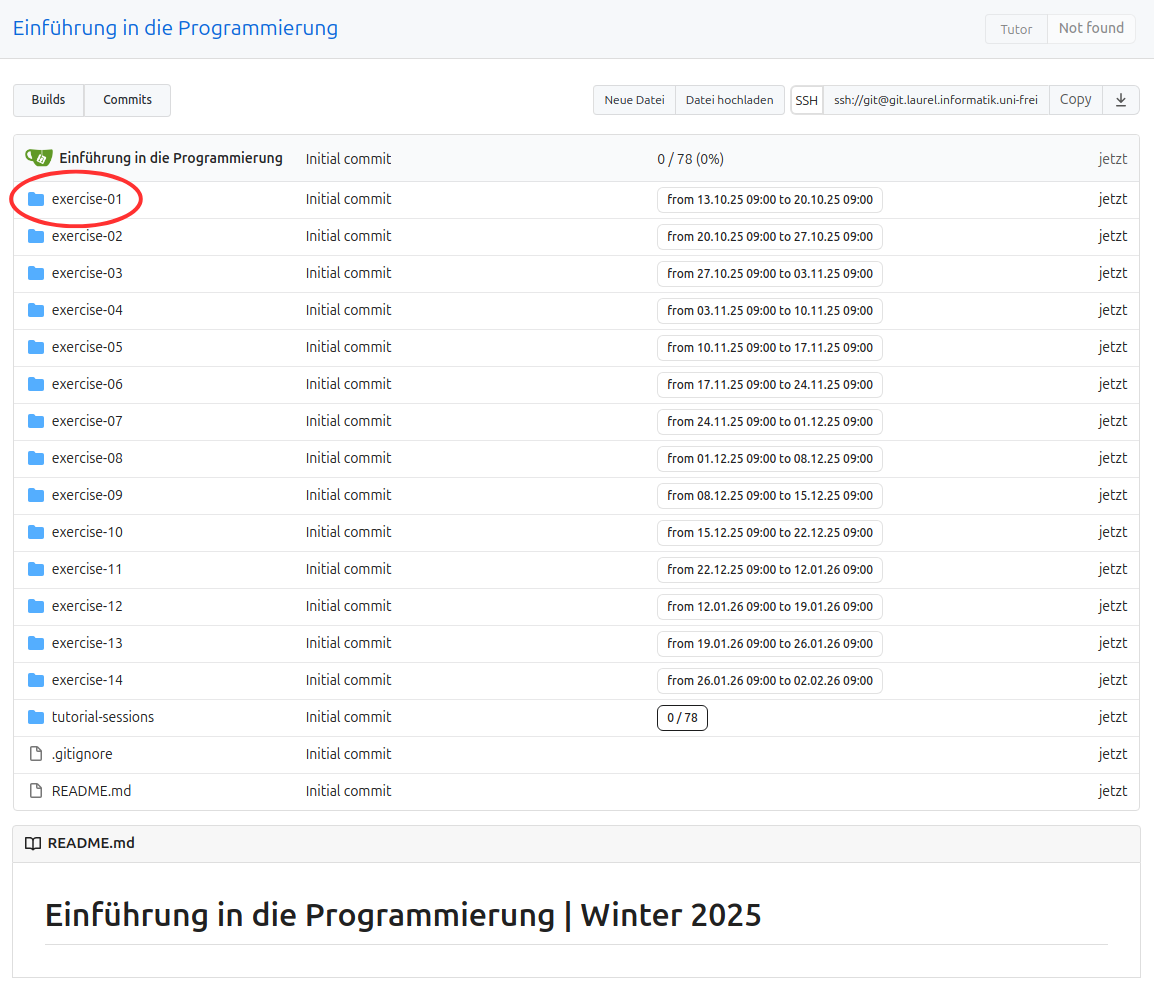 Einführung in die Programmierung
Tutor Not found
Builds Commits Neue Datei Datei hochladen SSH ssh://git@git.laurel.informatik.uni-frei Copy
Einführung in die Programmierung Initial commit 0 / 78 (0%) jetzt
exercise-01 Initial commit from 13.10.25 09:00 to 20.10.25 09:00 jetzt
exercise-02 Initial commit from 20.10.25 09:00 to 27.10.25 09:00 jetzt
exercise-03 Initial commit from 27.10.25 09:00 to 03.11.25 09:00 jetzt
exercise-04 Initial commit from 03.11.25 09:00 to 10.11.25 09:00 jetzt
exercise-05 Initial commit from 10.11.25 09:00 to 17.11.25 09:00 jetzt
exercise-06 Initial commit from 17.11.25 09:00 to 24.11.25 09:00 jetzt
exercise-07 Initial commit from 24.11.25 09:00 to 01.12.25 09:00 jetzt
exercise-08 Initial commit from 01.12.25 09:00 to 08.12.25 09:00 jetzt
exercise-09 Initial commit from 08.12.25 09:00 to 15.12.25 09:00 jetzt
exercise-10 Initial commit from 15.12.25 09:00 to 22.12.25 09:00 jetzt
exercise-11 Initial commit from 22.12.25 09:00 to 12.01.26 09:00 jetzt
exercise-12 Initial commit from 12.01.26 09:00 to 19.01.26 09:00 jetzt
exercise-13 Initial commit from 19.01.26 09:00 to 26.01.26 09:00 jetzt
exercise-14 Initial commit from 26.01.26 09:00 to 02.02.26 09:00 jetzt
tutorial-sessions Initial commit 0 / 78 jetzt
.gitignore Initial commit jetzt
README.md Initial commit jetzt
README.md
Einführung in die Programmierung | Winter 2025